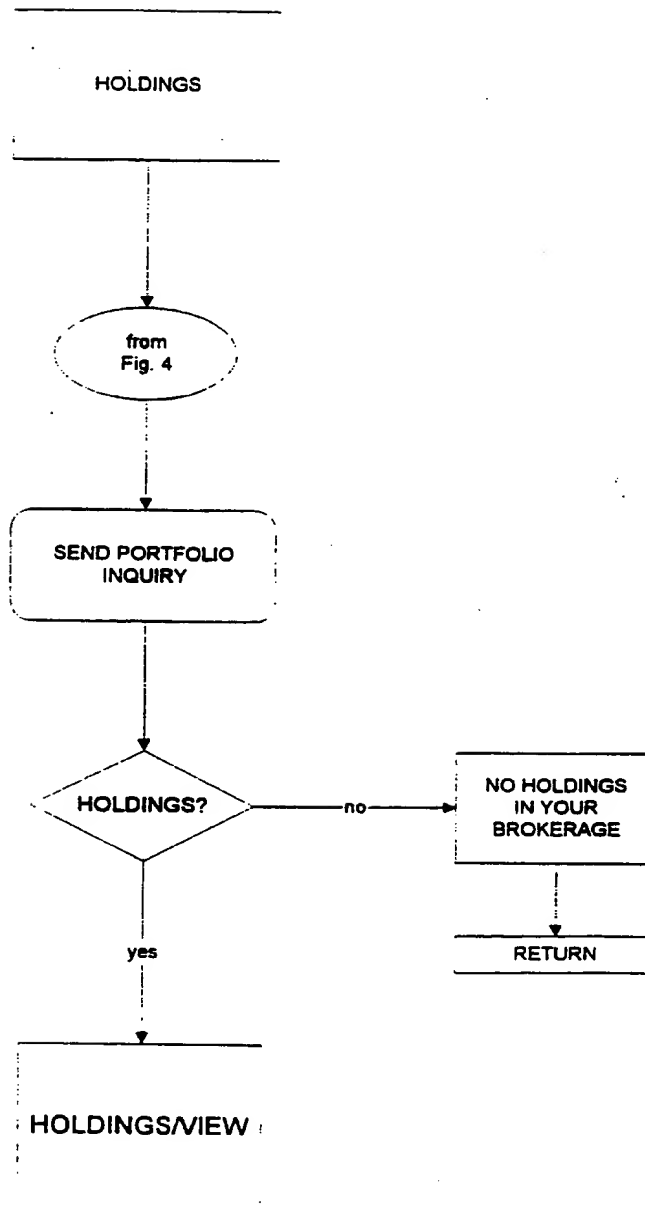 HOLDINGS
from
Fig. 4
SEND PORTFOLIO
INQUIRY
HOLDINGS?
no
NO HOLDINGS
IN YOUR
BROKERAGE
yes
RETURN
HOLDINGS/VIEW